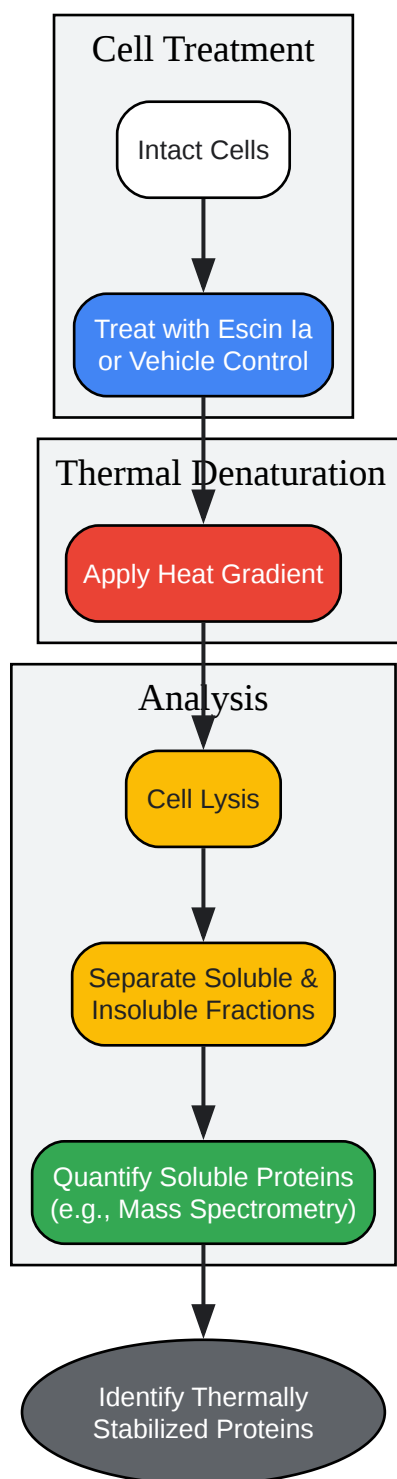 Cell Treatment
Intact Cells
Treat with Escin Ia
or Vehicle Control
Thermal Denaturation
Apply Heat Gradient
Analysis
Cell Lysis
Separate Soluble &
Insoluble Fractions
Quantify Soluble Proteins
(e.g., Mass Spectrometry)
Identify Thermally
Stabilized Proteins